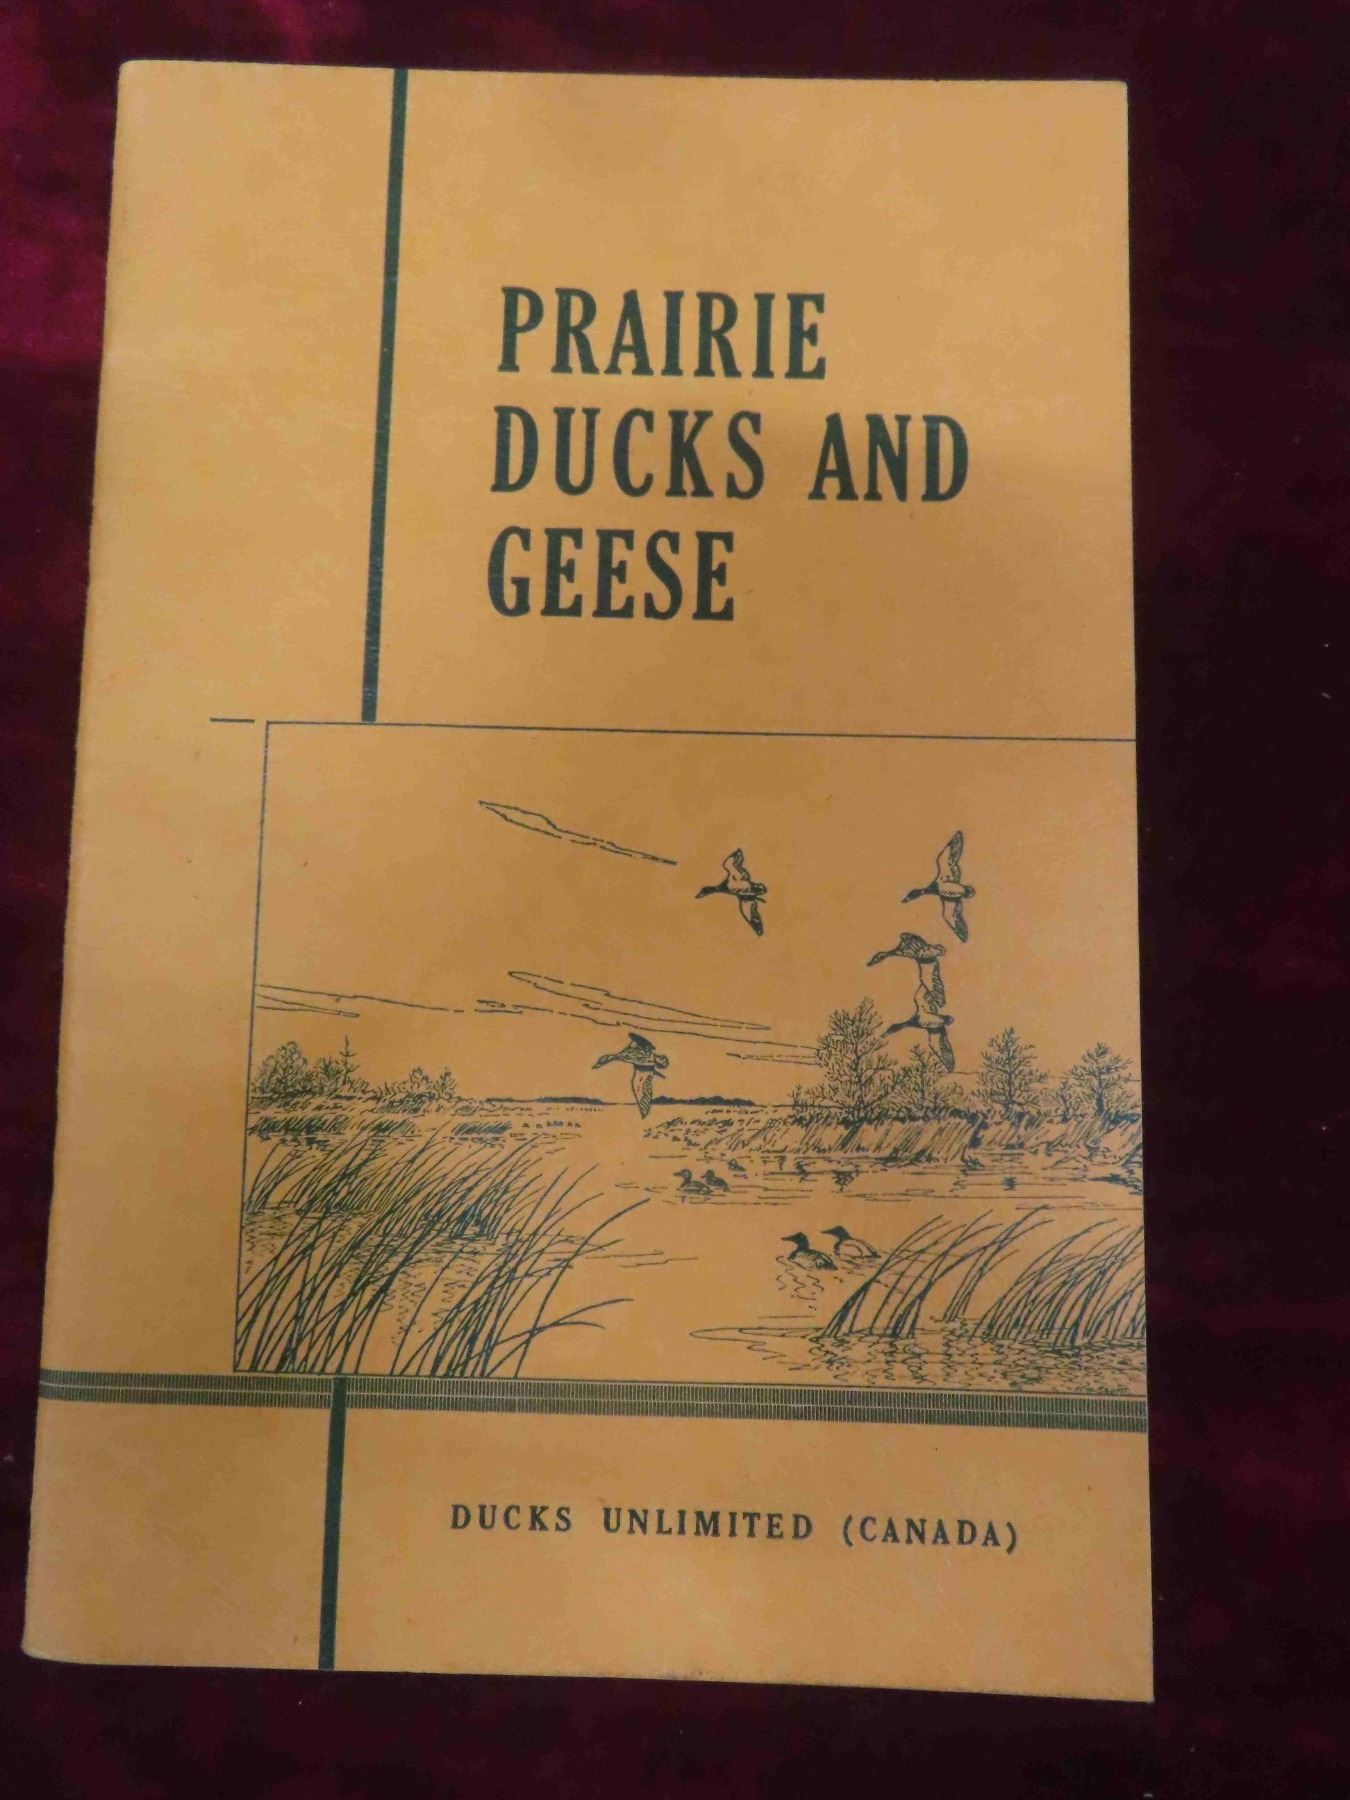 PRAIRIE
DUCKS AND
GEESE
DUCKS UNLIMITED (CANADA)